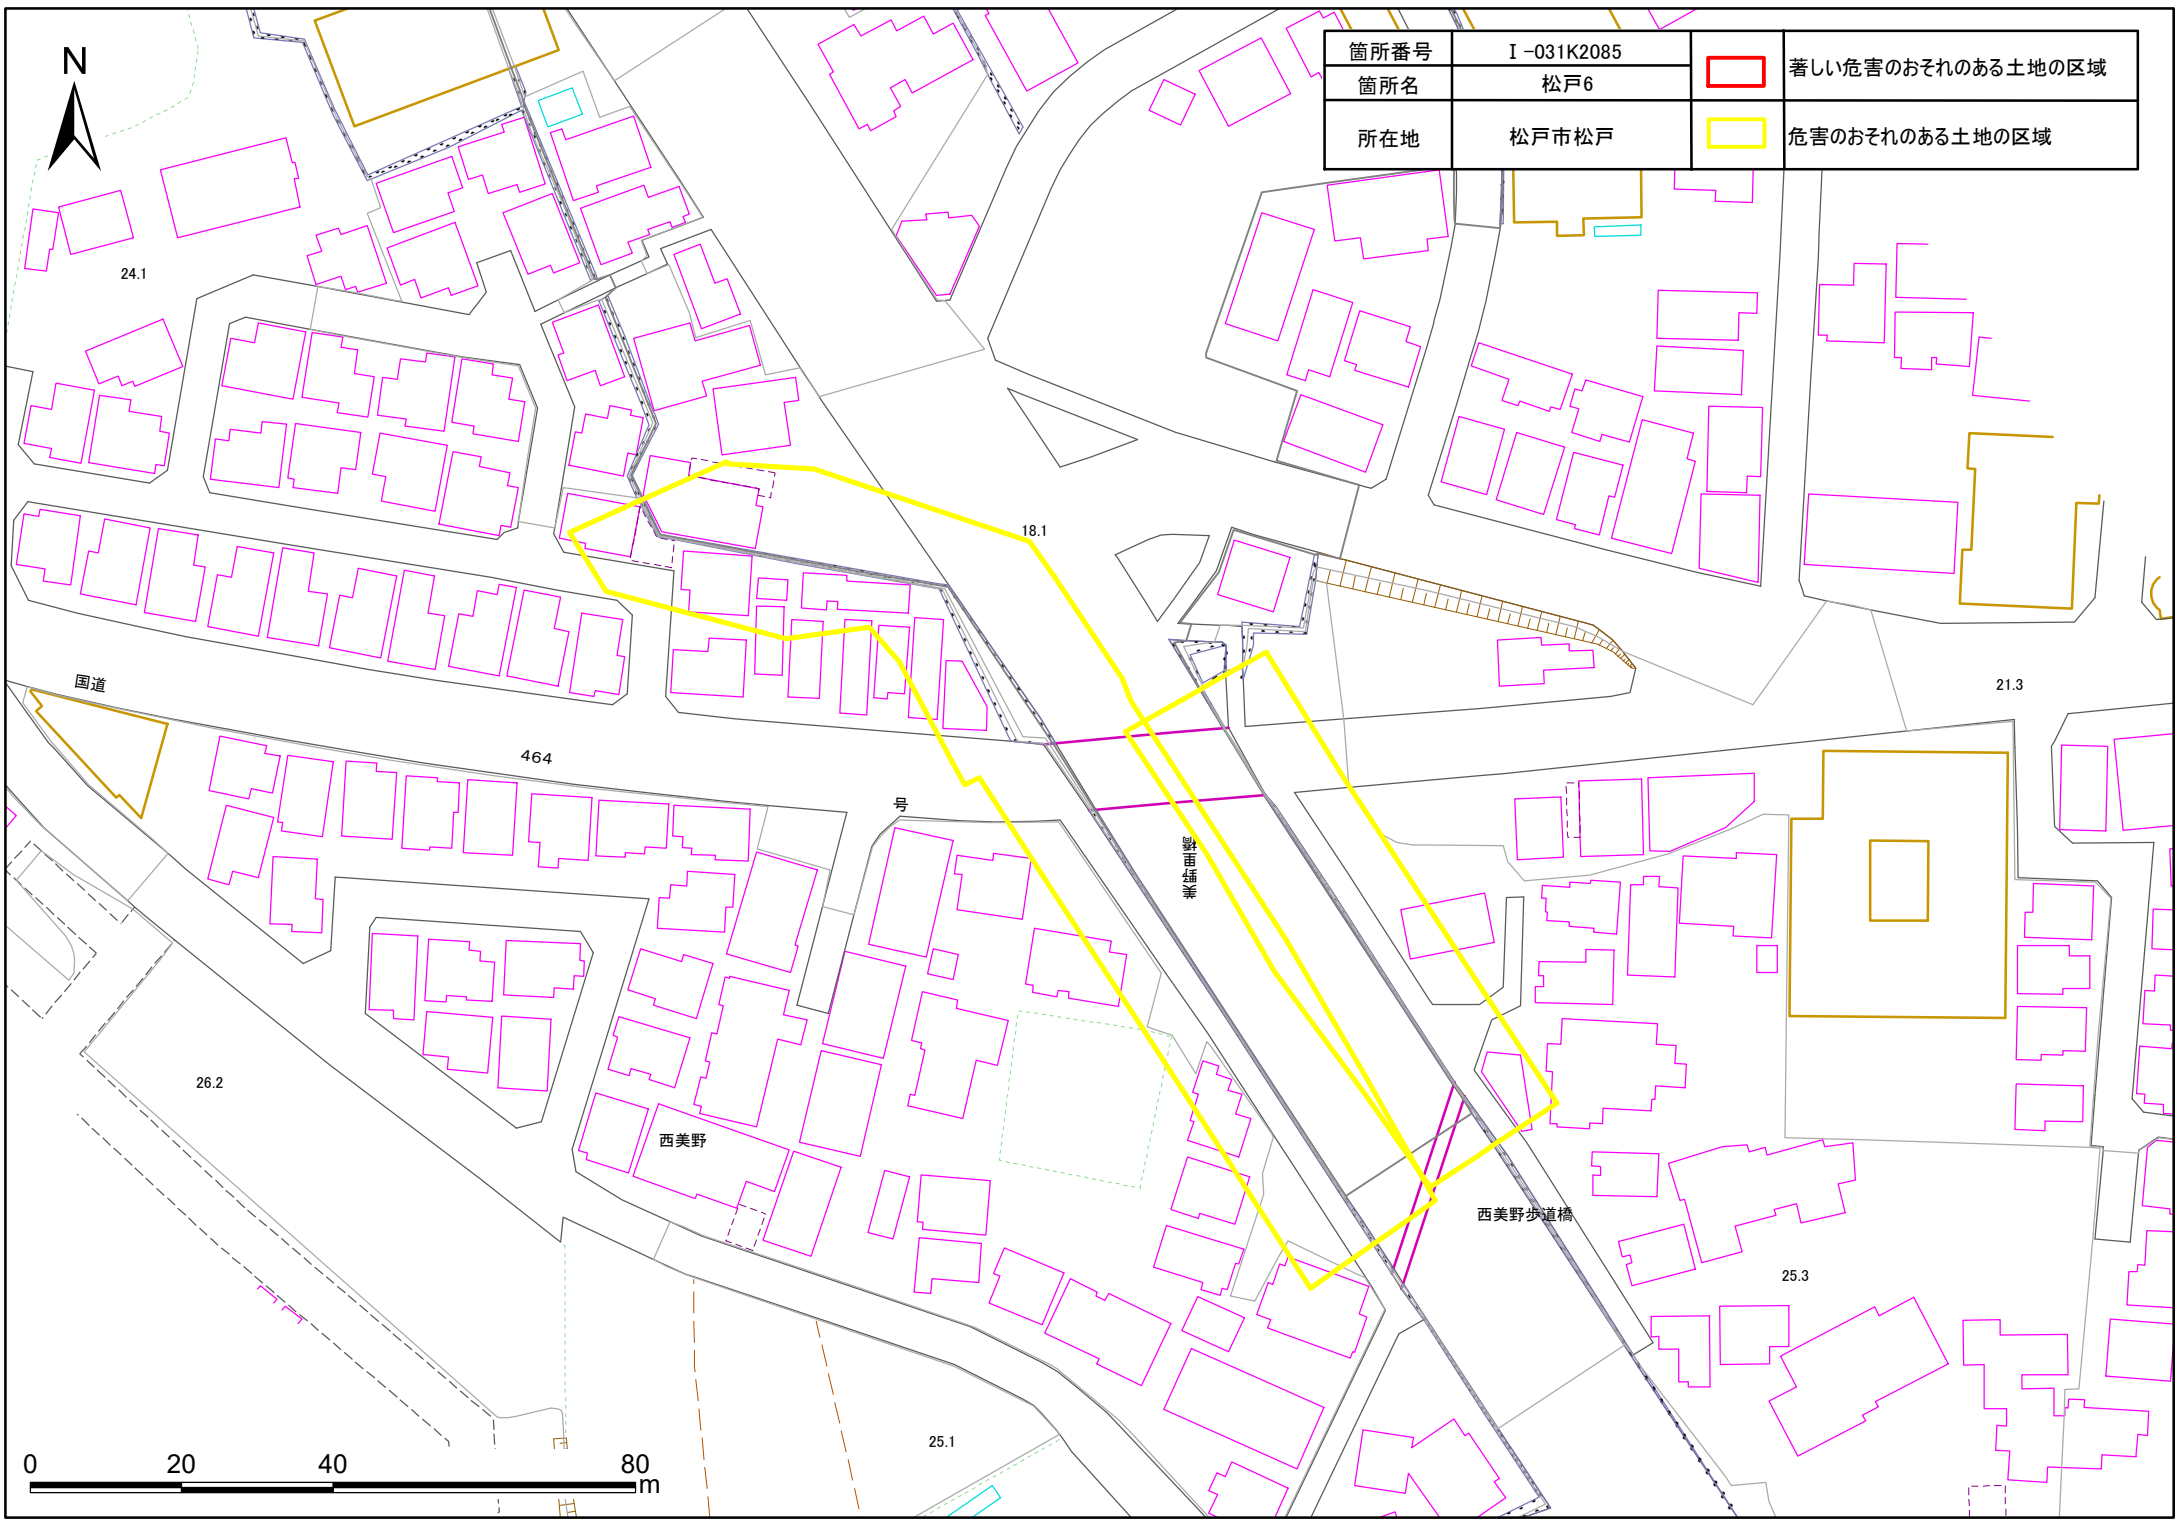 N
箇所番号 Ⅰ-031K2085 著しい危害のおそれのある土地の区域
箇所名 松戸6
所在地 松戸市松戸 危害のおそれのある土地の区域
24.1
18.1
国道
21.3
464
号
美野里橋
26.2
西美野
西美野歩道橋
25.3
25.1
0 20 40 80
m